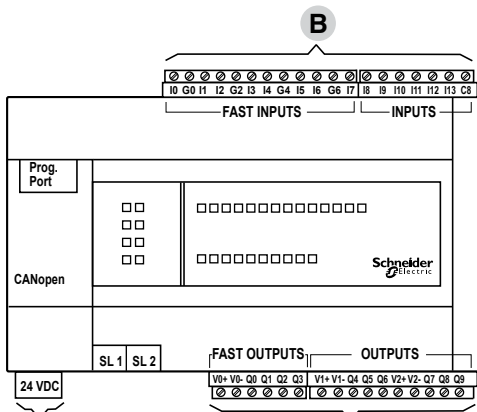 B
I0 G0 I1 I2 G2 I3 I4 G4 I5 I6 G6 I7 I8 I9 I10 I11 I12 I13 C8
FAST INPUTS INPUTS
Prog.
Port
CANopen
Schneider
Electric
SL 1 SL 2
FAST OUTPUTS OUTPUTS
24 VDC
V0+ V0- Q0 Q1 Q2 Q3 V1+ V1- Q4 Q5 Q6 V2+ V2- Q7 Q8 Q9